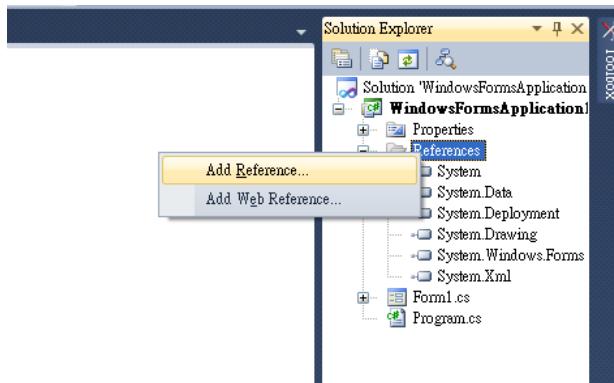 Solution Explorer
Toolbox
Solution 'WindowsFormsApplication
WindowsFormsApplication1
Properties
References
Add Reference...
System
Add Web Reference...
System.Data
System.Deployment
System.Drawing
System.Windows.Forms
System.Xml
Form1.cs
Program.cs